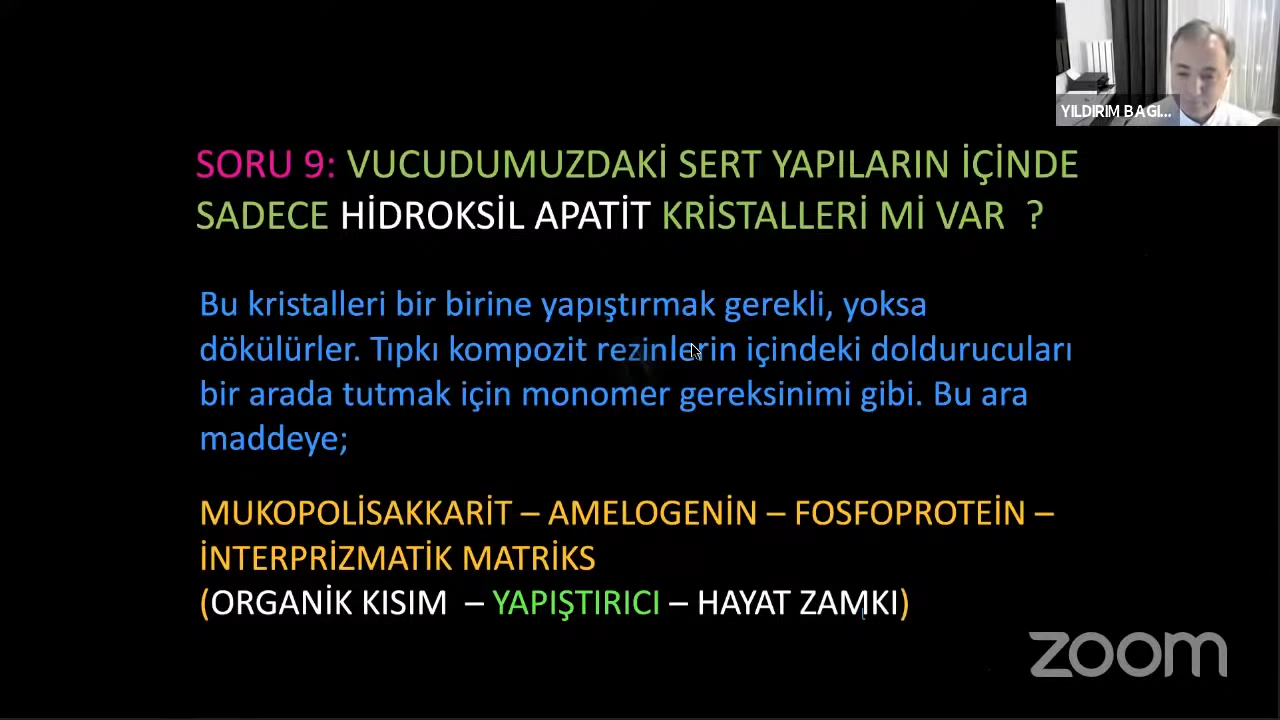 YILDIRIM BAGI...
SORU 9: VUCUDUMUZDAKİ SERT YAPILARIN İÇİNDE
SADECE HİDROKSİL APATİT KRİSTALLERİ Mİ VAR ?
Bu kristalleri bir birine yapıştırmak gerekli, yoksa
dökülürler. Tıpkı kompozit rezinlerin içindeki doldurucuları
bir arada tutmak için monomer gereksinimi gibi. Bu ara
maddeye;
MUKOPOLİSAKKARİT – AMELOGENİN – FOSFOPROTEİN –
İNTERPRİZMATİK MATRİKS
(ORGANİK KISIM – YAPIŞTIRICI – HAYAT ZAMKI)
zoom